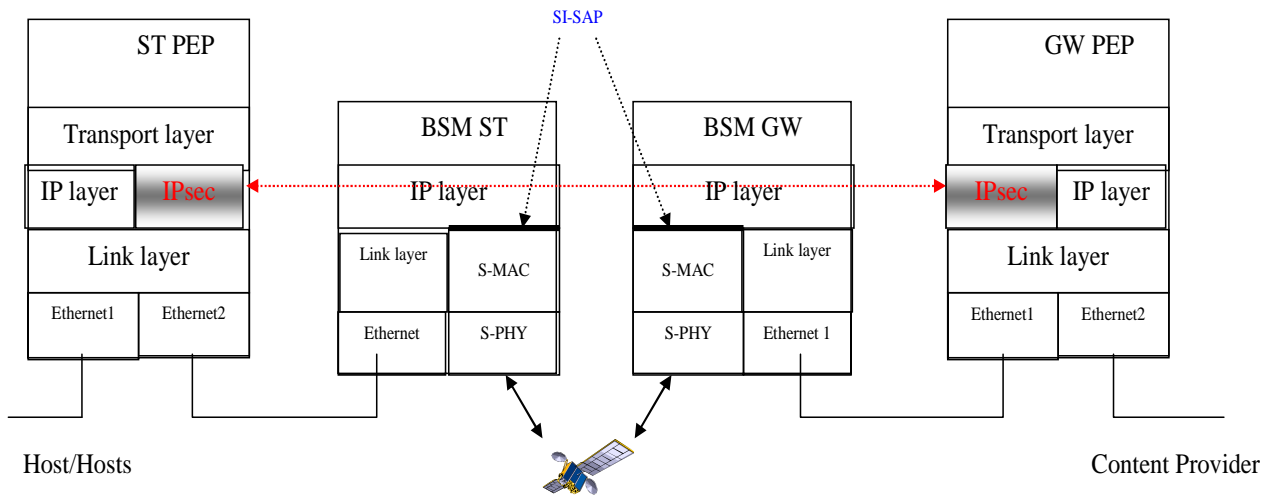 SI-SAP
ST PEP
GW PEP
BSM ST
BSM GW
Transport layer
Transport layer
IP layer
IPsec
IP layer
IP layer
IPsec
IP layer
Link layer
Link layer
S-MAC
S-MAC
Link layer
Link layer
Ethernet1
Ethernet2
Ethernet
S-PHY
S-PHY
Ethernet 1
Ethernet1
Ethernet2
Host/Hosts
Content Provider